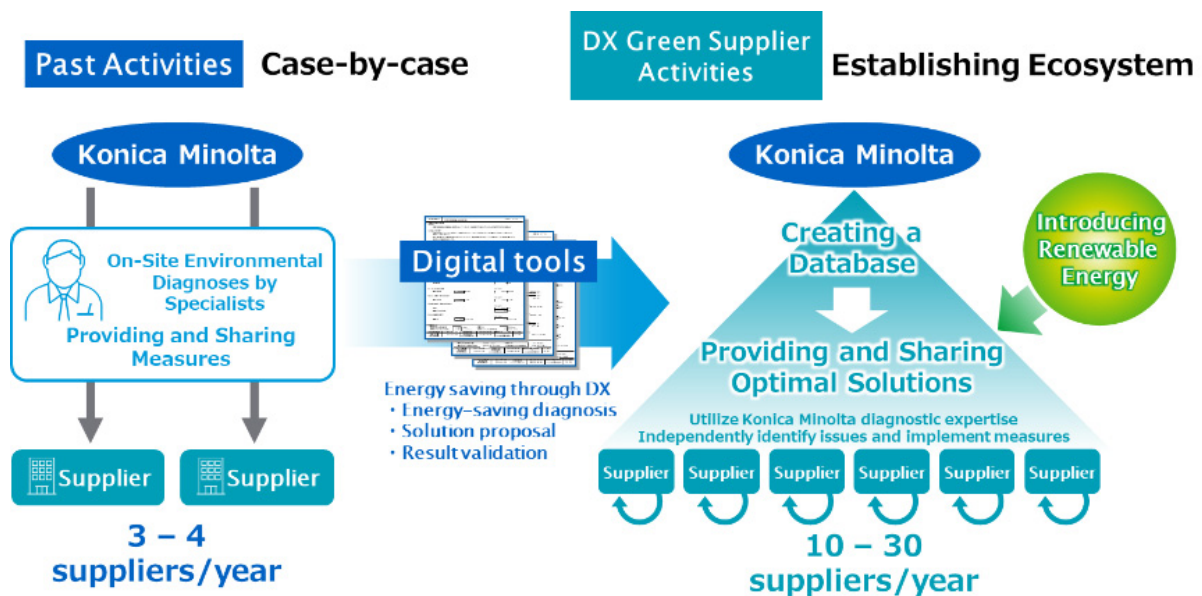 Past Activities
Case-by-case
Konica Minolta
On-Site Environmental
Diagnoses by
Specialists
Providing and Sharing
Measures
Supplier
Supplier
3 – 4
suppliers/year
Digital tools
Energy saving through DX
・Energy-saving diagnosis
・Solution proposal
・Result validation
DX Green Supplier
Activities
Establishing Ecosystem
Konica Minolta
Creating a
Database
Introducing
Renewable
Energy
Providing and Sharing
Optimal Solutions
Utilize Konica Minolta diagnostic expertise
Independently identify issues and implement measures
Supplier
Supplier
Supplier
Supplier
Supplier
Supplier
10 – 30
suppliers/year